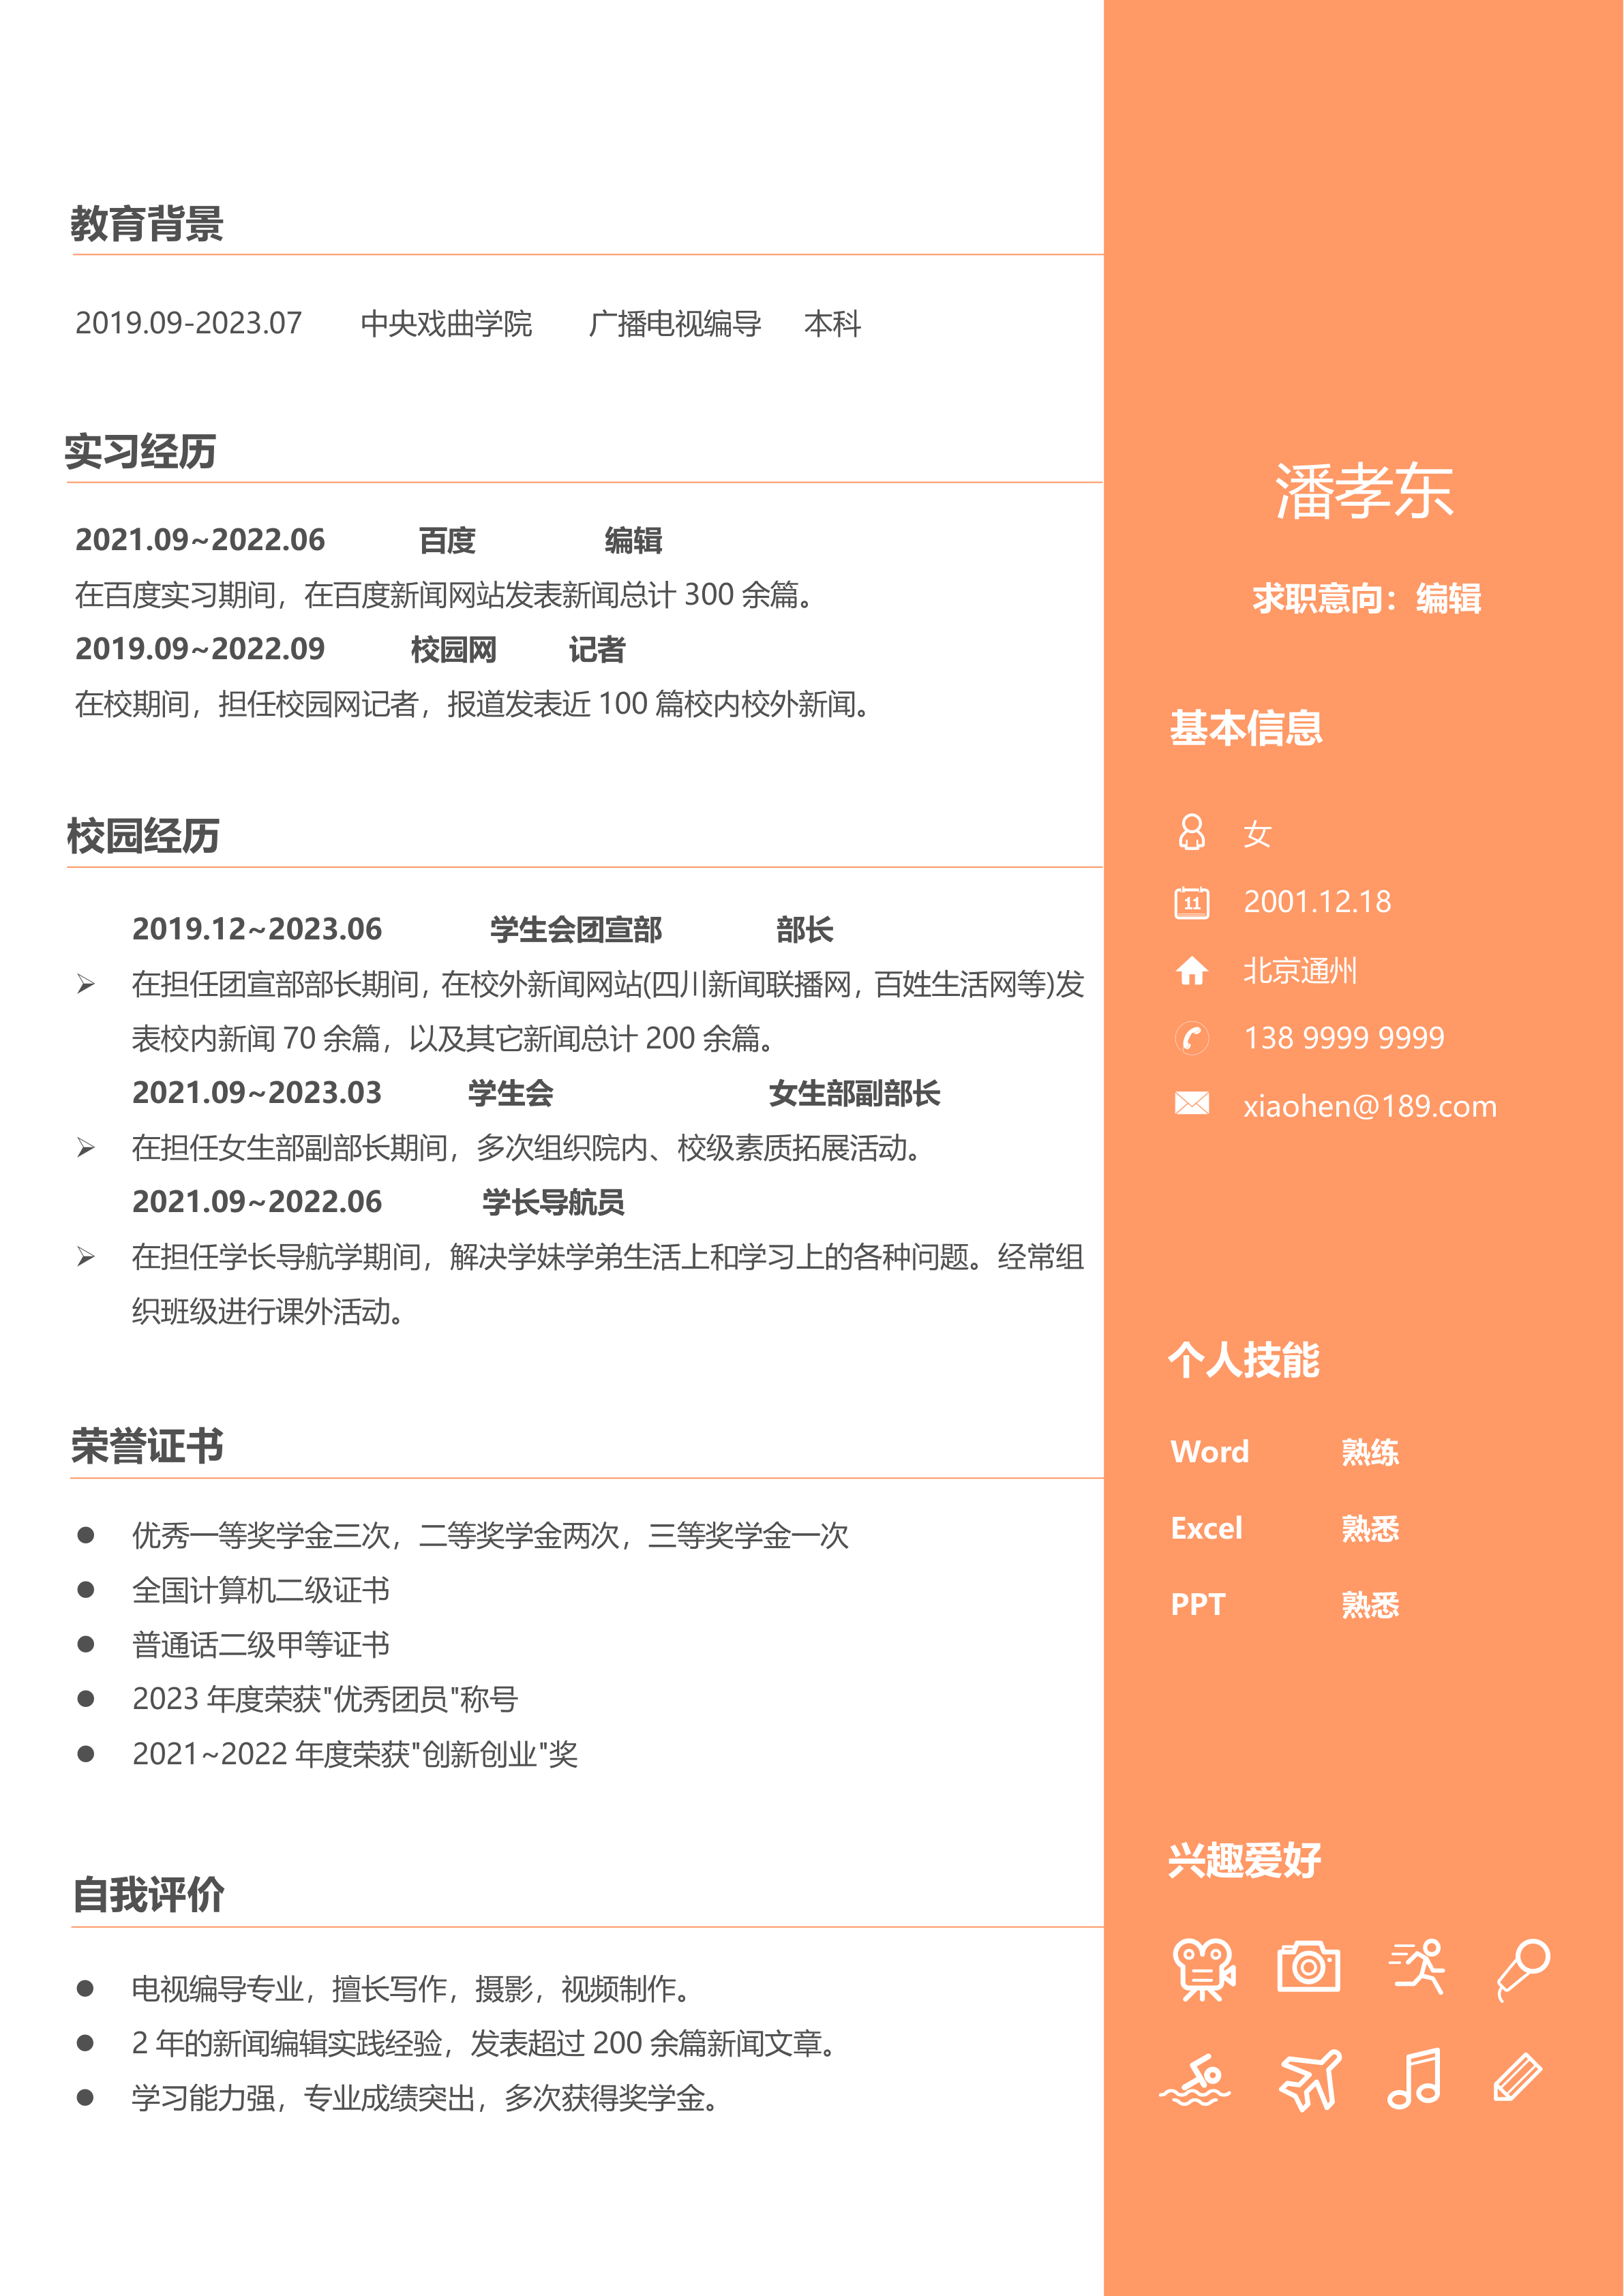 教育背景
2019.09-2023.07 中央戏曲学院 广播电视编导 本科
实习经历
2021.09~2022.06 百度 编辑
在百度实习期间，在百度新闻网站发表新闻总计 300 余篇。
2019.09~2022.09 校园网 记者
在校期间，担任校园网记者，报道发表近 100 篇校内校外新闻。
校园经历
2019.12~2023.06 学生会团宣部 部长
➢ 在担任团宣部部长期间，在校外新闻网站(四川新闻联播网，百姓生活网等)发
表校内新闻 70 余篇，以及其它新闻总计 200 余篇。
2021.09~2023.03 学生会 女生部副部长
➢ 在担任女生部副部长期间，多次组织院内、校级素质拓展活动。
2021.09~2022.06 学长导航员
➢ 在担任学长导航学期间，解决学妹学弟生活上和学习上的各种问题。经常组
织班级进行课外活动。
荣誉证书
● 优秀一等奖学金三次，二等奖学金两次，三等奖学金一次
● 全国计算机二级证书
● 普通话二级甲等证书
● 2023 年度荣获"优秀团员"称号
● 2021~2022 年度荣获"创新创业"奖
自我评价
● 电视编导专业，擅长写作，摄影，视频制作。
● 2 年的新闻编辑实践经验，发表超过 200 余篇新闻文章。
● 学习能力强，专业成绩突出，多次获得奖学金。
潘孝东
求职意向：编辑
基本信息
女
11 2001.12.18
北京通州
138 9999 9999
xiaohen@189.com
个人技能
Word 熟练
Excel 熟悉
PPT 熟悉
兴趣爱好